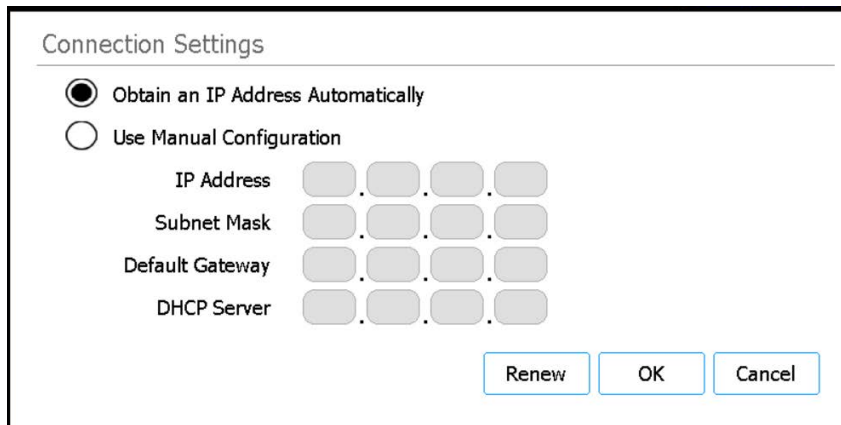 Connection Settings
Obtain an IP Address Automatically
Use Manual Configuration
IP Address . . .
Subnet Mask . . .
Default Gateway . . .
DHCP Server . . .
Renew OK Cancel